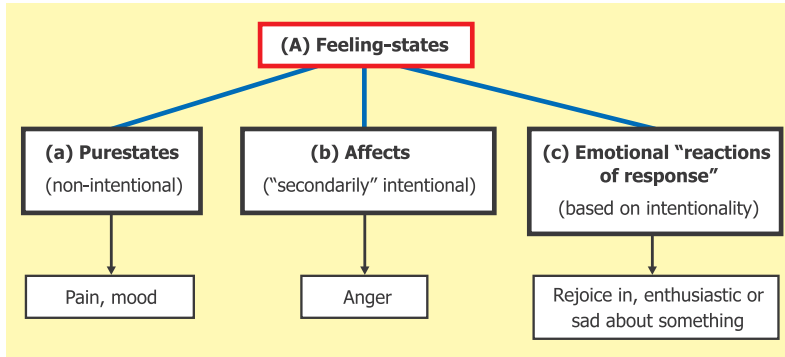 (A) Feeling-states
(a) Purestates
(non-intentional)
(b) Affects
(“secondarily” intentional)
(c) Emotional “reactions
of response”
(based on intentionality)
Pain, mood
Anger
Rejoice in, enthusiastic or
sad about something